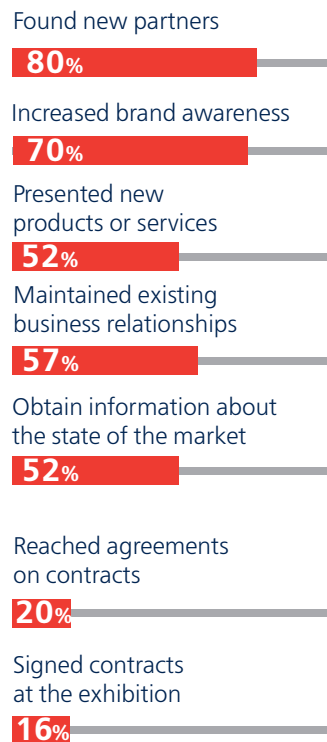 Found new partners
80%
Increased brand awareness
70%
Presented new
products or services
52%
Maintained existing
business relationships
57%
Obtain information about
the state of the market
52%
Reached agreements
on contracts
20%
Signed contracts
at the exhibition
16%